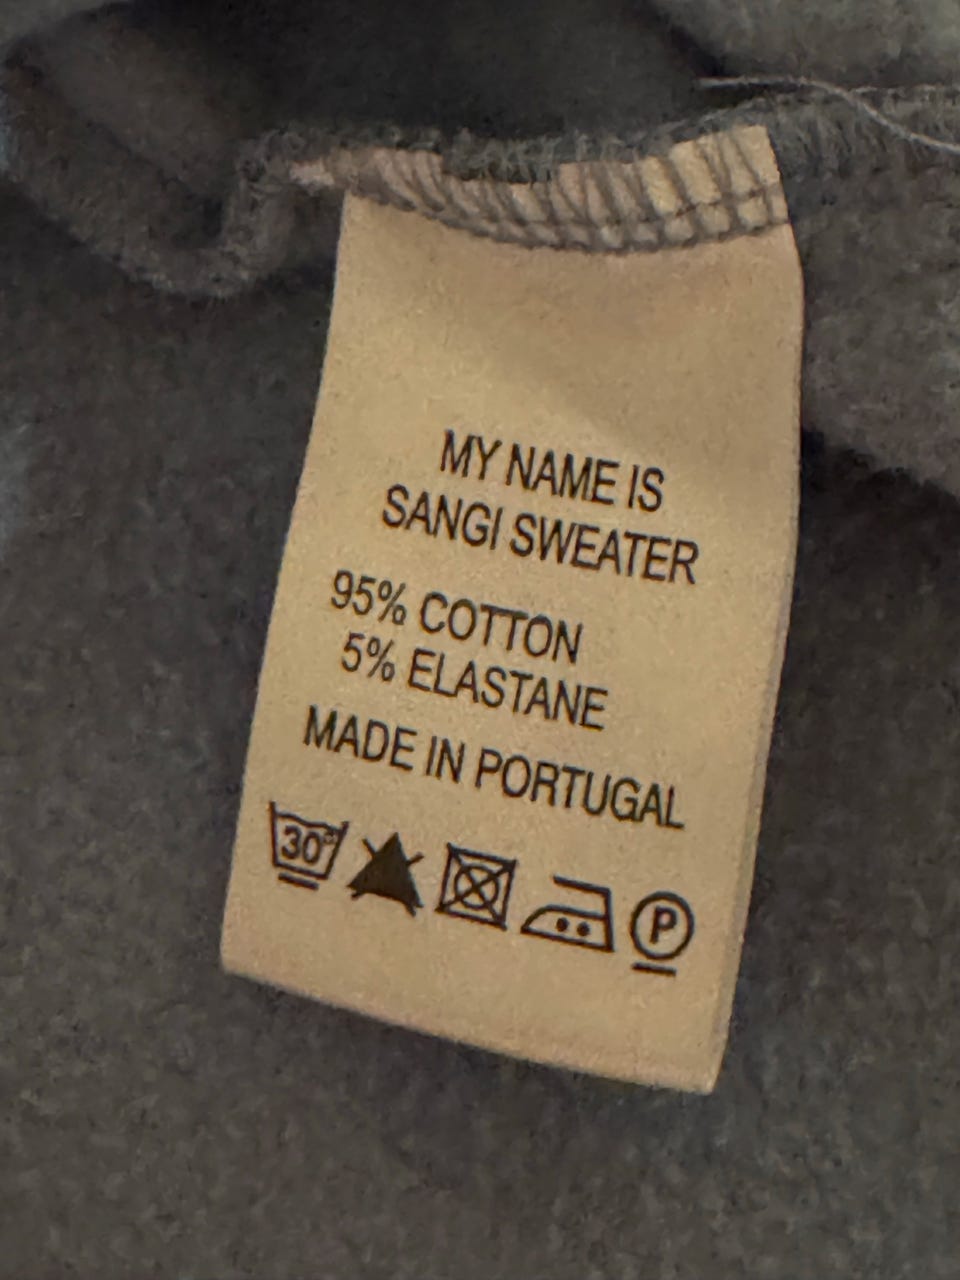 MY NAME IS
SANGI SWEATER
95% COTTON
5% ELASTANE
MADE IN PORTUGAL
30° P